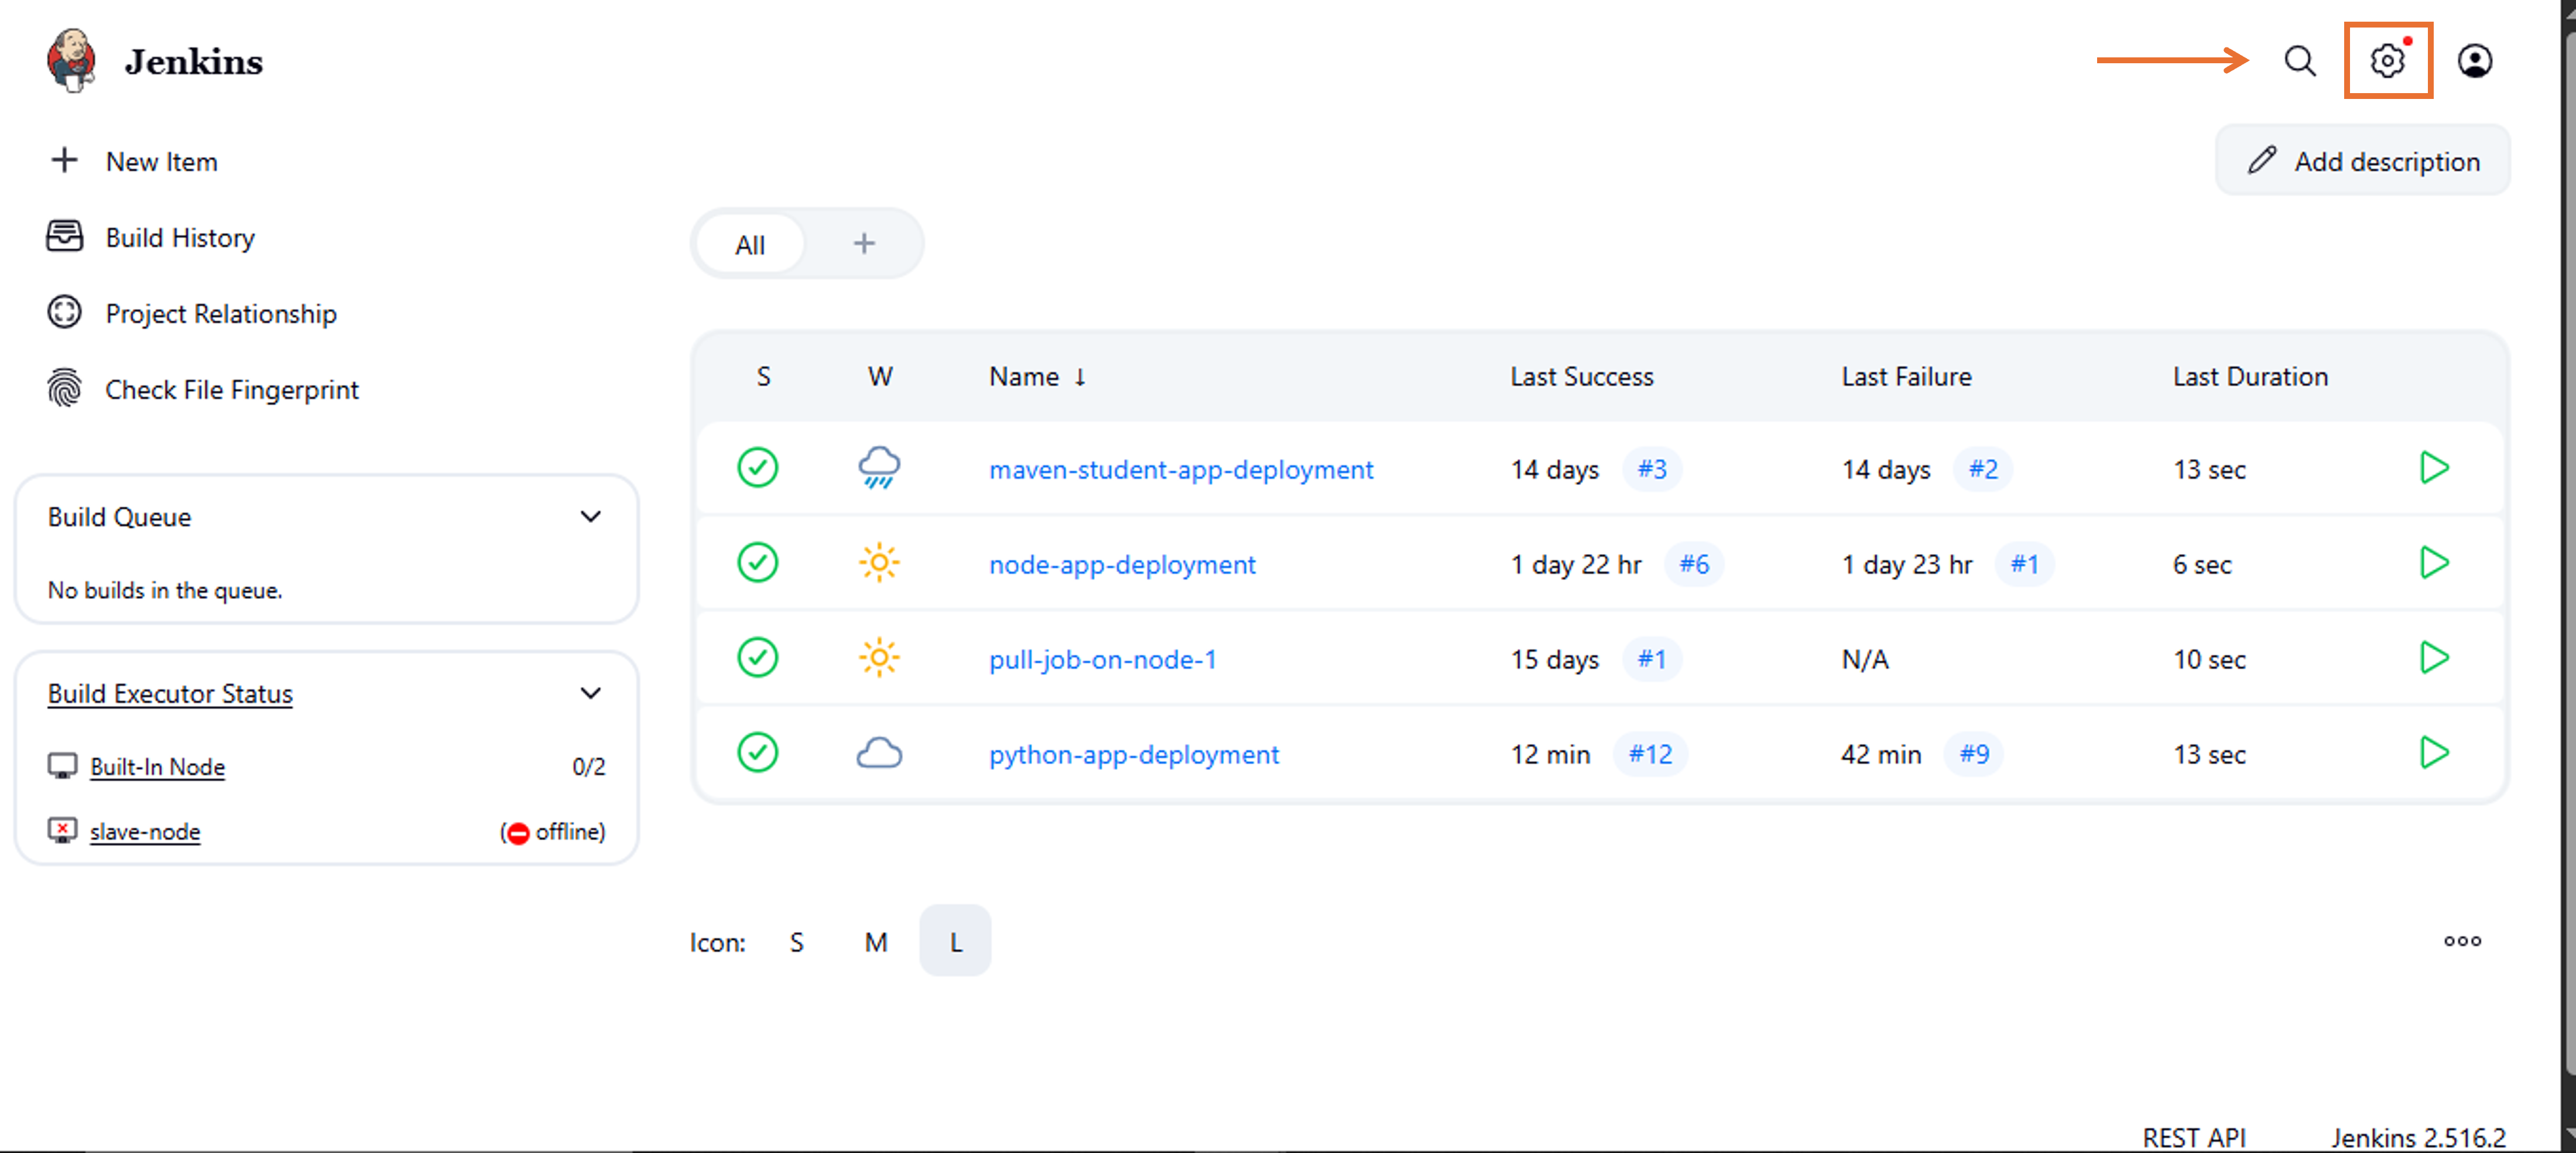 Jenkins
New Item
Build History
Project Relationship
Check File Fingerprint
Build Queue
No builds in the queue.
Build Executor Status
Built-In Node 0/2
slave-node (offline)
Add description
All +
S W Name ↓ Last Success Last Failure Last Duration
maven-student-app-deployment 14 days #3 14 days #2 13 sec
node-app-deployment 1 day 22 hr #6 1 day 23 hr #1 6 sec
pull-job-on-node-1 15 days #1 N/A 10 sec
python-app-deployment 12 min #12 42 min #9 13 sec
Icon: S M L
REST API Jenkins 2.516.2